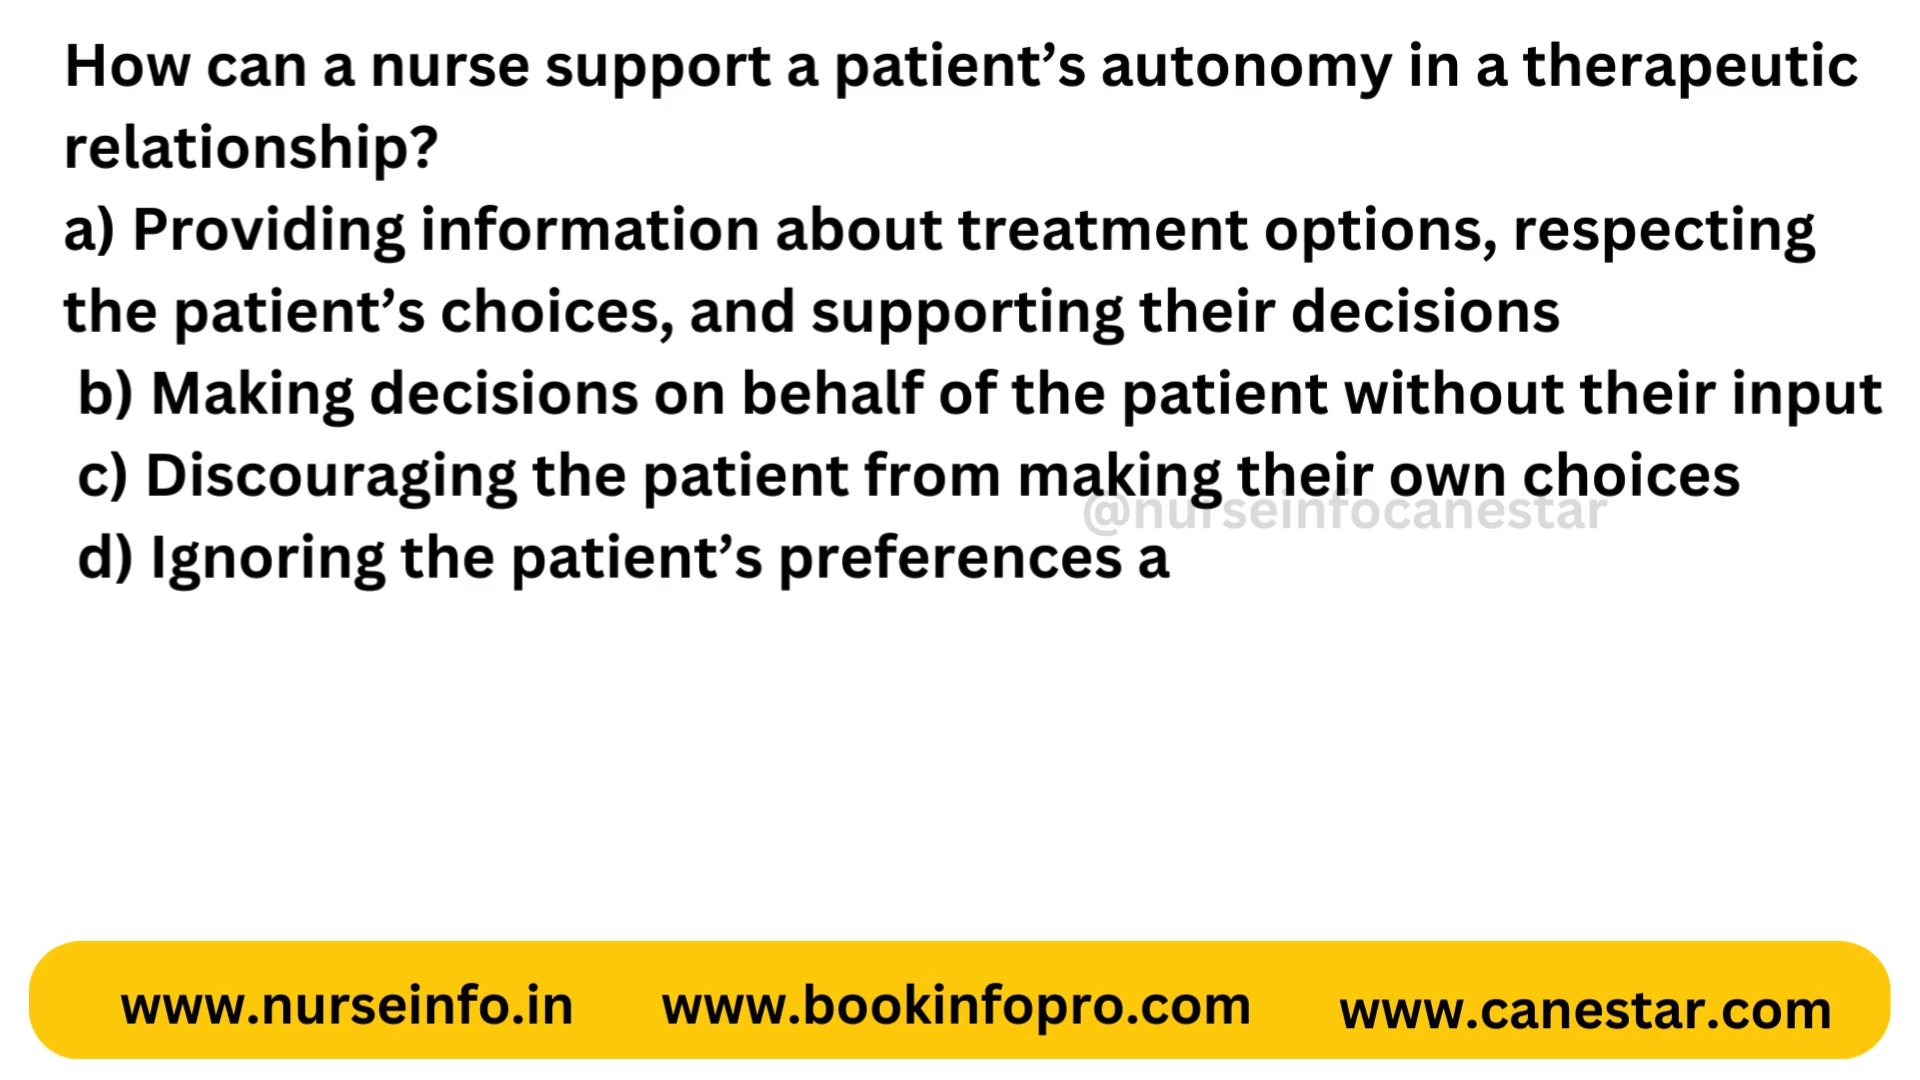 How can a nurse support a patient’s autonomy in a therapeutic
relationship?
a) Providing information about treatment options, respecting
the patient’s choices, and supporting their decisions
b) Making decisions on behalf of the patient without their input
c) Discouraging the patient from making their own choices
@nurseinfocanestar
d) Ignoring the patient’s preferences a
www.nurseinfo.in www.bookinfopro.com www.canestar.com